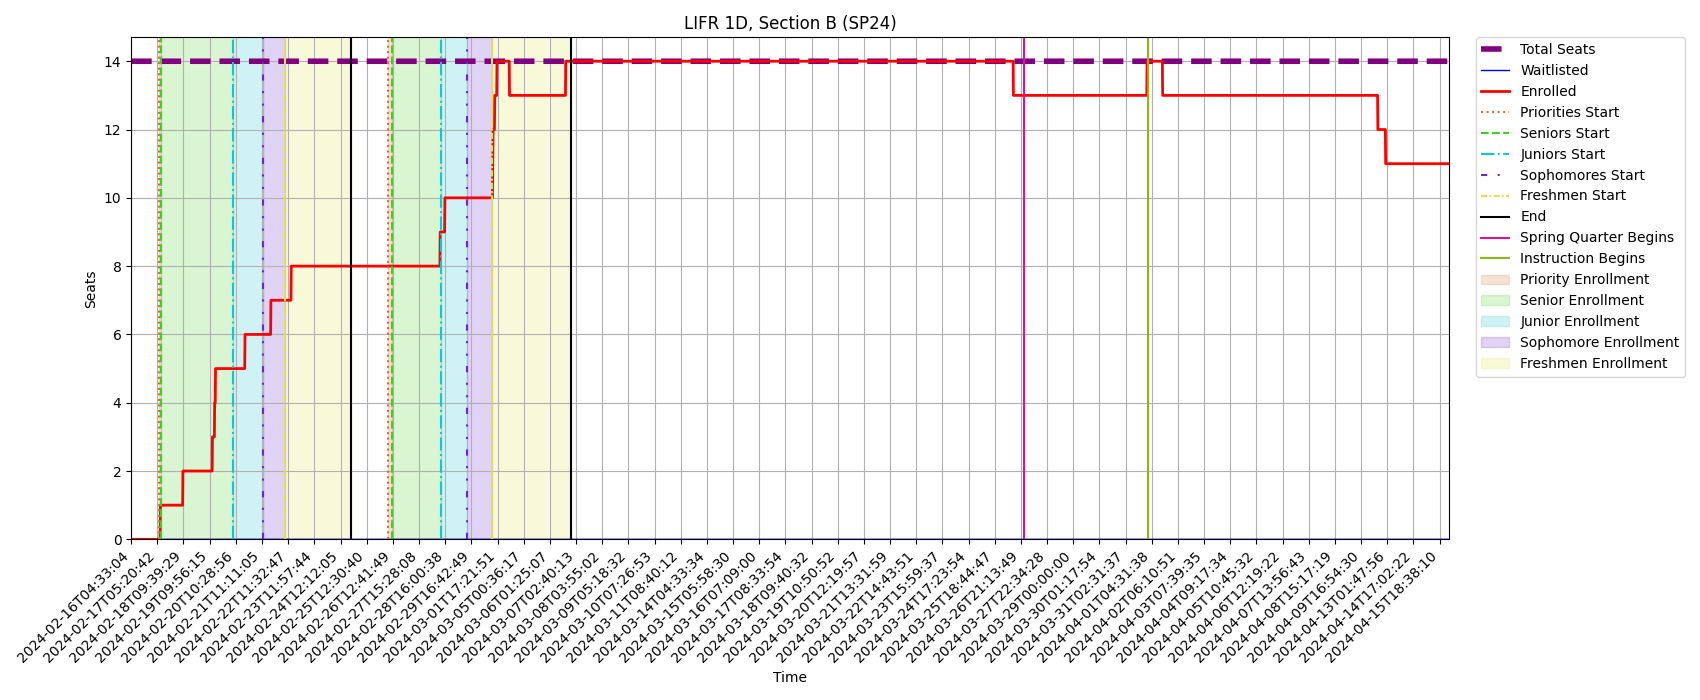 LIFR 1D, Section B (SP24)
Total Seats
Waitlisted
Enrolled
Priorities Start
Seniors Start
Juniors Start
Sophomores Start
Freshmen Start
End
Spring Quarter Begins
Instruction Begins
Priority Enrollment
Senior Enrollment
Junior Enrollment
Sophomore Enrollment
Freshmen Enrollment
Seats
14
12
10
8
6
4
2
0
2024-02-16T04:33:04
2024-02-17T05:20:42
2024-02-18T09:39:29
2024-02-19T09:56:15
2024-02-20T10:28:56
2024-02-21T11:11:05
2024-02-22T11:32:47
2024-02-23T11:57:44
2024-02-24T12:12:05
2024-02-25T12:30:40
2024-02-26T12:41:49
2024-02-27T15:28:08
2024-02-28T16:00:38
2024-02-29T16:42:49
2024-03-01T17:21:51
2024-03-05T00:36:17
2024-03-06T01:25:07
2024-03-07T02:40:13
2024-03-08T03:55:02
2024-03-09T05:18:32
2024-03-10T07:26:53
2024-03-11T08:40:12
2024-03-14T04:33:34
2024-03-15T05:58:30
2024-03-16T07:09:00
2024-03-17T08:33:54
2024-03-18T09:40:32
2024-03-19T10:50:52
2024-03-20T12:19:57
2024-03-21T13:31:59
2024-03-22T14:43:51
2024-03-23T15:59:37
2024-03-24T17:23:54
2024-03-25T18:44:47
2024-03-26T21:13:49
2024-03-27T22:34:28
2024-03-29T00:00:00
2024-03-30T01:17:54
2024-03-31T02:31:37
2024-04-01T04:31:38
2024-04-02T06:10:51
2024-04-03T07:39:35
2024-04-04T09:17:34
2024-04-05T10:45:32
2024-04-06T12:19:22
2024-04-07T13:56:43
2024-04-08T15:17:19
2024-04-09T16:54:30
2024-04-13T01:47:56
2024-04-14T17:02:22
2024-04-15T18:38:10
Time